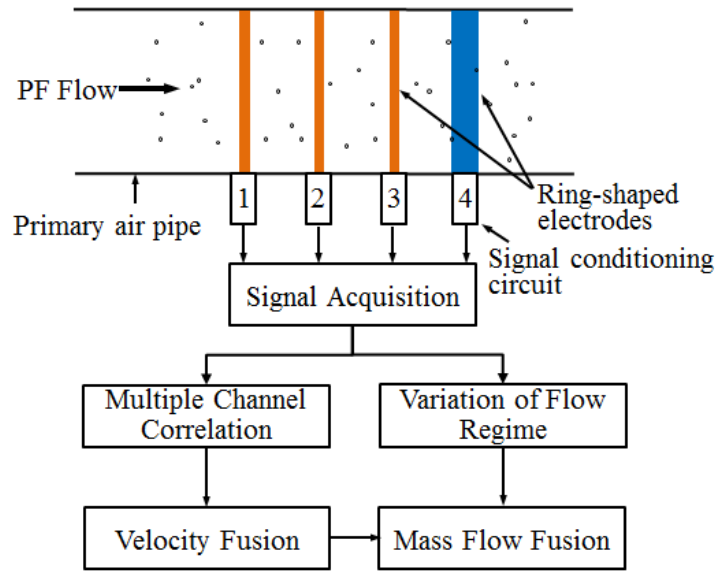 PF Flow
1 2 3 4
Primary air pipe
Ring-shaped
electrodes
Signal conditioning
circuit
Signal Acquisition
Multiple Channel
Correlation
Variation of Flow
Regime
Velocity Fusion
Mass Flow Fusion